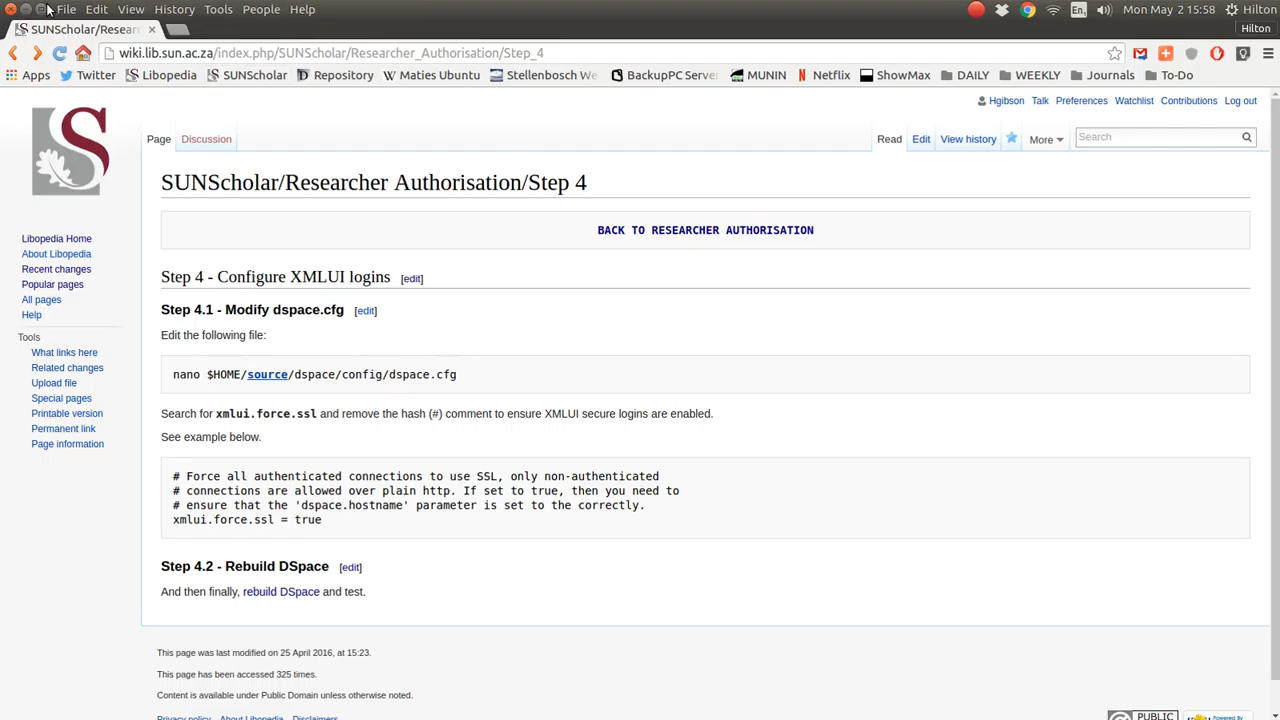 File Edit View History Tools People Help
En
Mon May 2 15:58
Hilton
SUNScholar/Resear
Hilton
wiki.lib.sun.ac.za/index.php/SUNScholar/Researcher_Authorisation/Step_4
Apps Twitter Libopedia SUNScholar Repository Maties Ubuntu Stellenbosch We BackupPC Server MUNIN Netflix ShowMax DAILY WEEKLY Journals To-Do
Hgibson Talk Preferences Watchlist Contributions Log out
Page Discussion Read Edit View history More Search
SUNScholar/Researcher Authorisation/Step 4
BACK TO RESEARCHER AUTHORISATION
Libopedia Home
About Libopedia
Recent changes
Popular pages
All pages
Help
Tools
What links here
Related changes
Upload file
Special pages
Printable version
Permanent link
Page information
Step 4 - Configure XMLUI logins [edit]
Step 4.1 - Modify dspace.cfg [edit]
Edit the following file:
nano $HOME/source/dspace/config/dspace.cfg
Search for xmlui.force.ssl and remove the hash (#) comment to ensure XMLUI secure logins are enabled.
See example below.
# Force all authenticated connections to use SSL, only non-authenticated
# connections are allowed over plain http. If set to true, then you need to
# ensure that the 'dspace.hostname' parameter is set to the correctly.
xmlui.force.ssl = true
Step 4.2 - Rebuild DSpace [edit]
And then finally, rebuild DSpace and test.
This page was last modified on 25 April 2016, at 15:23.
This page has been accessed 325 times.
Content is available under Public Domain unless otherwise noted.
Privacy policy About Libopedia Disclaimers
PUBLIC
Powered By